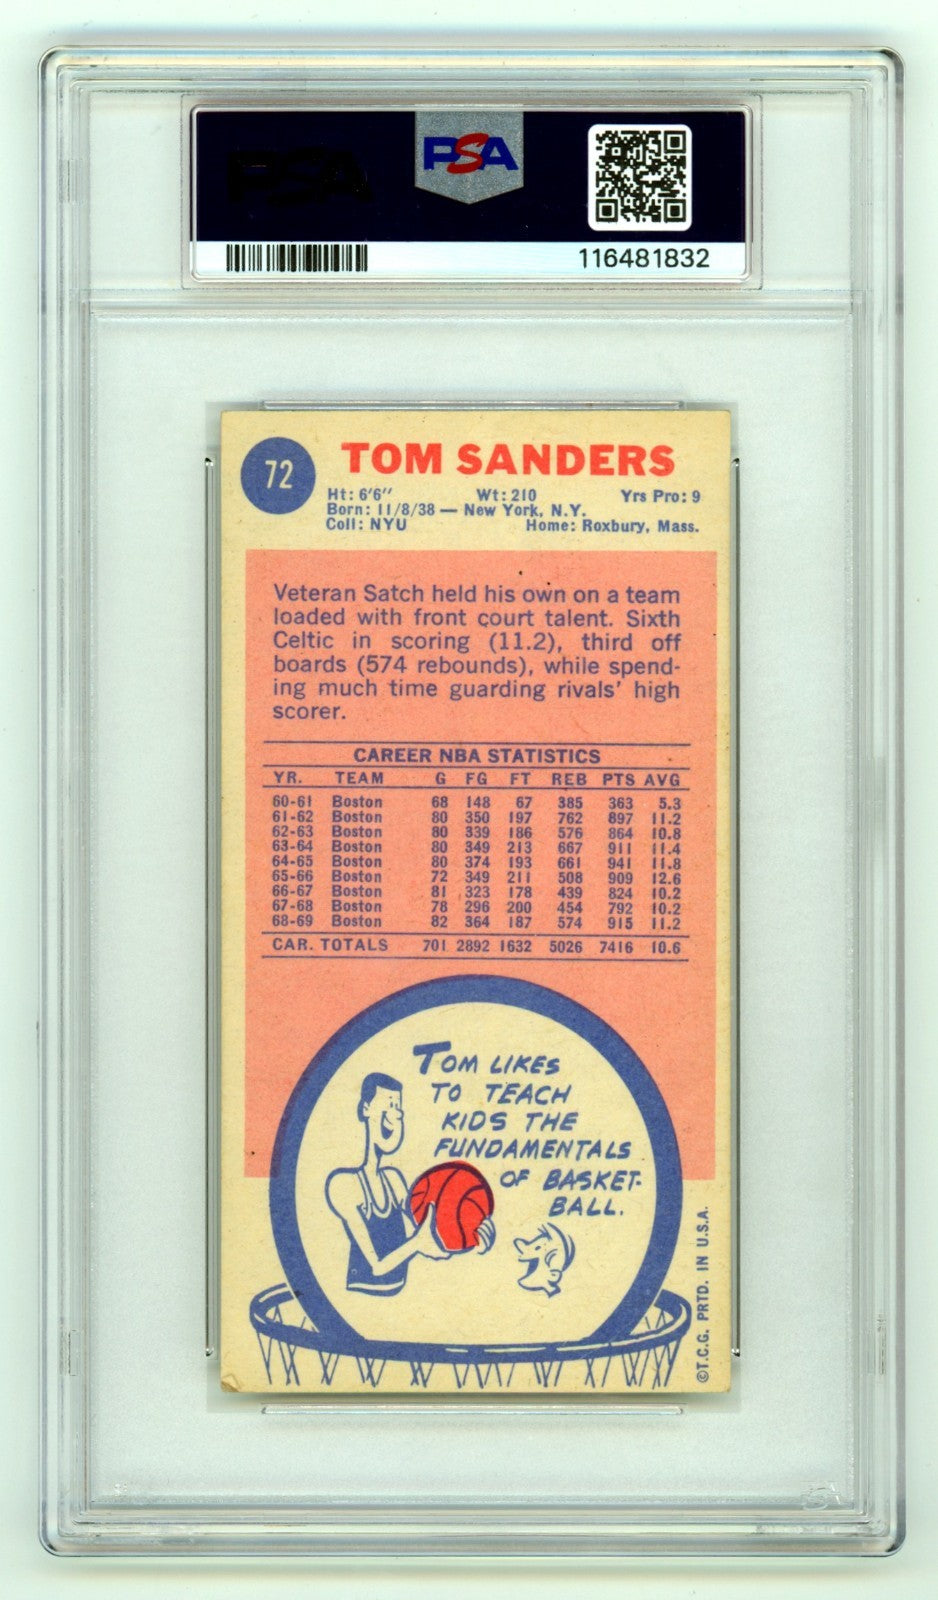 PSA
116481832
72
TOM SANDERS
Ht: 6'6" Wt: 210 Yrs Pro: 9
Born: 11/8/38 — New York, N.Y.
Coll: NYU Home: Roxbury, Mass.
Veteran Satch held his own on a team
loaded with front court talent. Sixth
Celtic in scoring (11.2), third off
boards (574 rebounds), while spend-
ing much time guarding rivals' high
scorer.
CAREER NBA STATISTICS
YR. TEAM G FG FT REB PTS AVG
60-61 Boston 68 148 67 385 363 5.3
61-62 Boston 80 350 197 762 897 11.2
62-63 Boston 80 339 186 576 864 10.8
63-64 Boston 80 349 213 667 911 11.4
64-65 Boston 80 374 193 661 941 11.8
65-66 Boston 72 349 211 508 909 12.6
66-67 Boston 81 323 178 439 824 10.2
67-68 Boston 78 296 200 454 792 10.2
68-69 Boston 82 364 187 574 915 11.2
CAR. TOTALS 701 2892 1632 5026 7416 10.6
TOM LIKES
TO TEACH
KIDS THE
FUNDAMENTALS
OF BASKET-
BALL.
©T.C.G. PRTD. IN U.S.A.